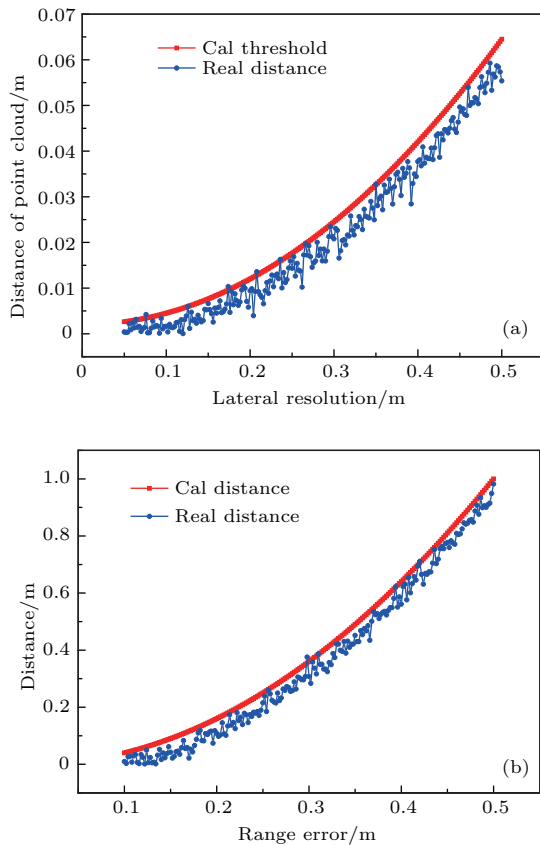 0.07
0.06
0.05
0.04
0.03
0.02
0.01
0
Distance of point cloud/m
Cal threshold
Real distance
(a)
0 0.1 0.2 0.3 0.4 0.5
Lateral resolution/m
1.0
0.8
0.6
0.4
0.2
0
Distance/m
Cal distance
Real distance
(b)
0.1 0.2 0.3 0.4 0.5
Range error/m